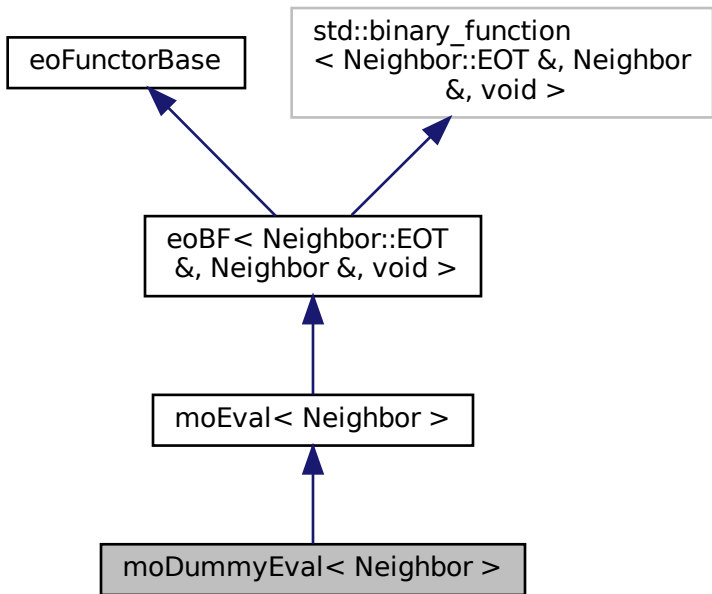 eoFunctorBase
std::binary_function
< Neighbor::EOT &, Neighbor
&, void >
eoBF< Neighbor::EOT
&, Neighbor &, void >
moEval< Neighbor >
moDummyEval< Neighbor >